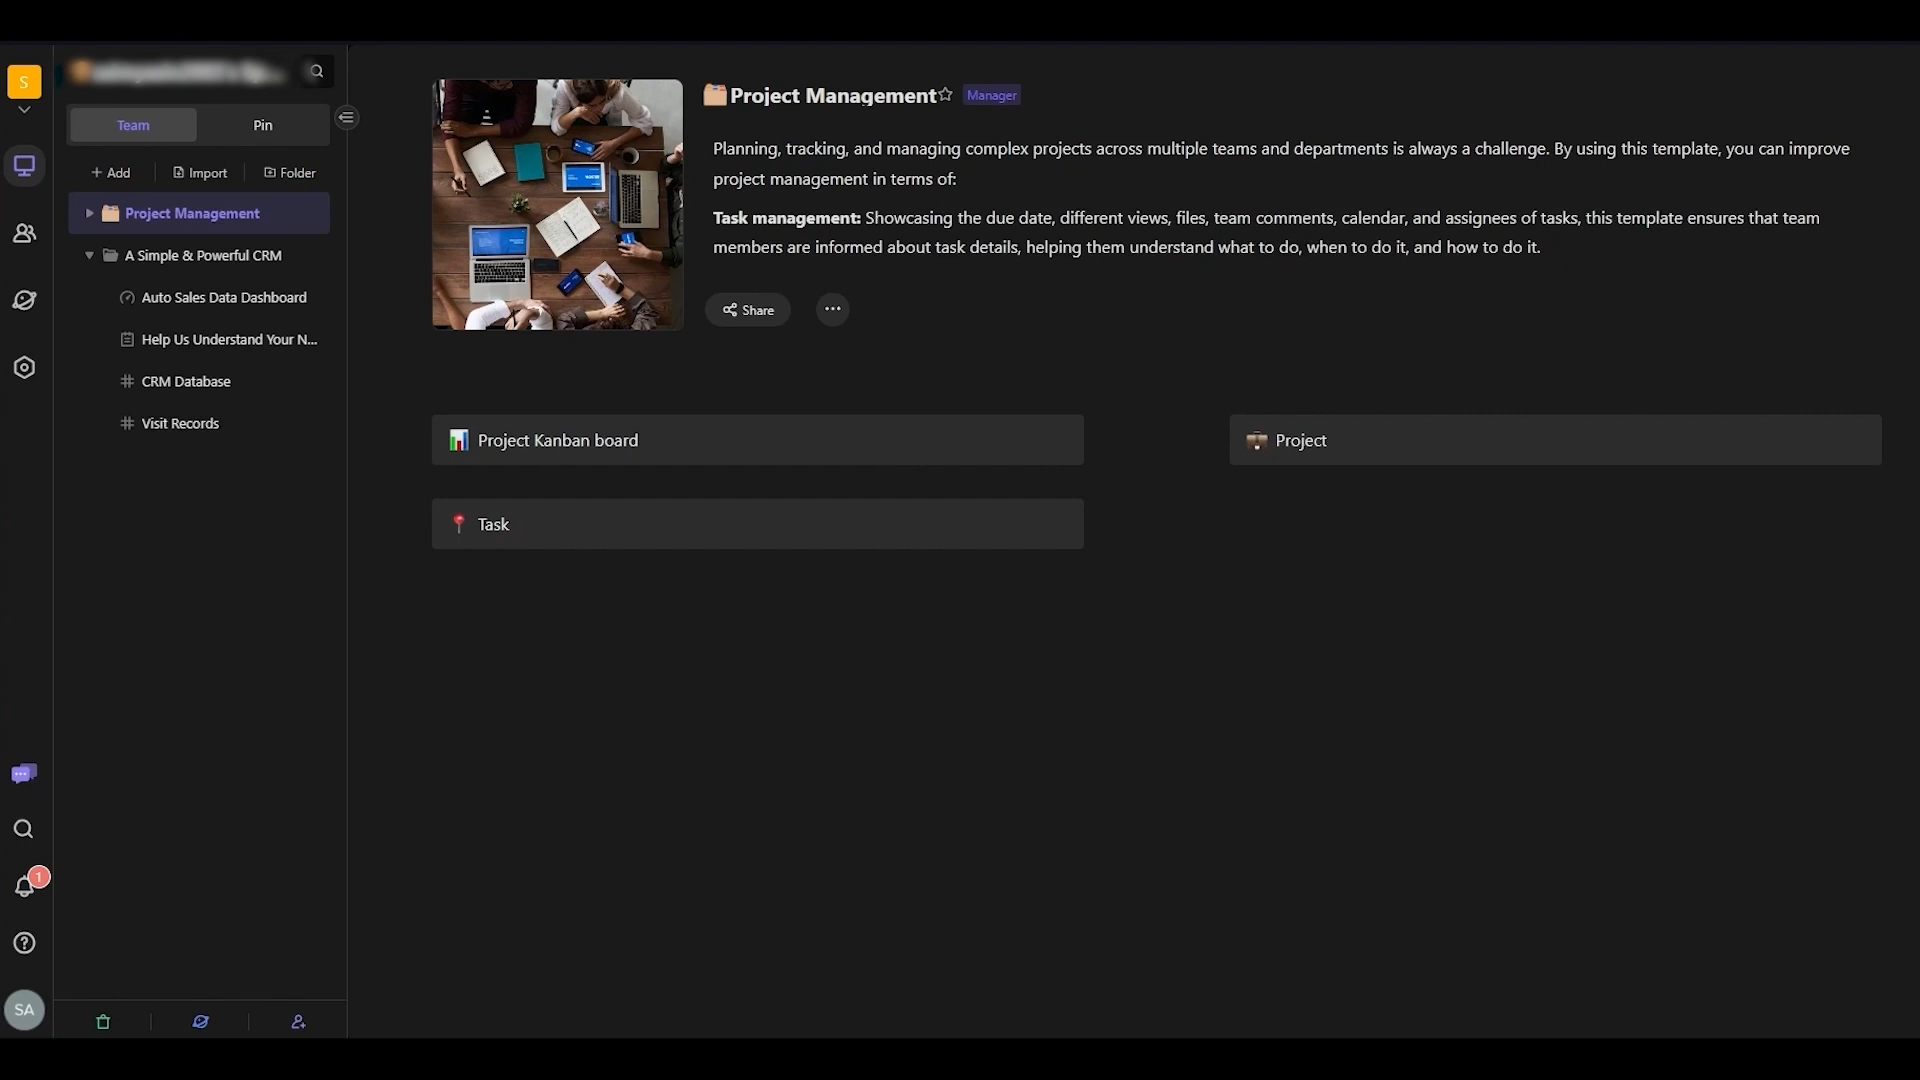 S
Team
Pin
Add
Import
Folder
Project Management
A Simple & Powerful CRM
Auto Sales Data Dashboard
Help Us Understand Your N...
CRM Database
Visit Records
1
SA
Project Management
Manager
Planning, tracking, and managing complex projects across multiple teams and departments is always a challenge. By using this template, you can improve
project management in terms of:
Task management: Showcasing the due date, different views, files, team comments, calendar, and assignees of tasks, this template ensures that team
members are informed about task details, helping them understand what to do, when to do it, and how to do it.
Share
Project Kanban board
Project
Task